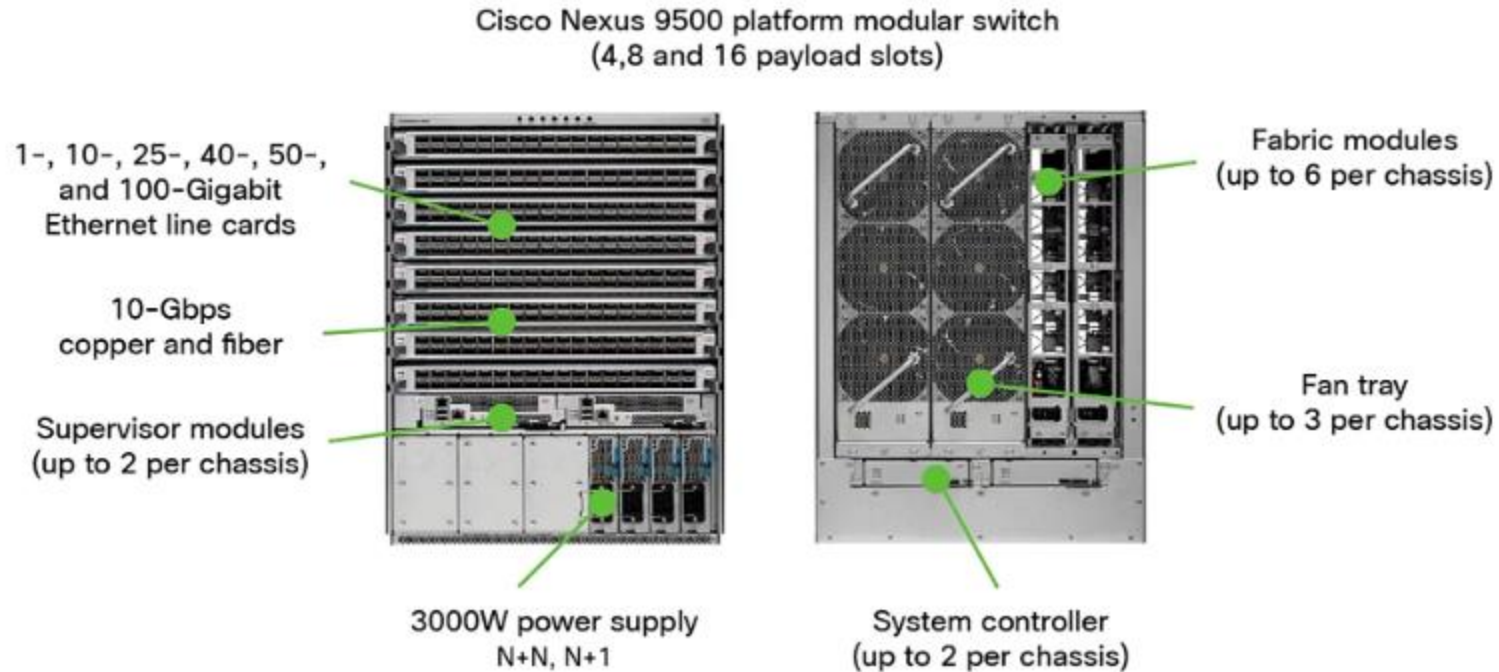 Cisco Nexus 9500 platform modular switch
(4,8 and 16 payload slots)
1-, 10-, 25-, 40-, 50-,
and 100-Gigabit
Ethernet line cards
10-Gbps
copper and fiber
Supervisor modules
(up to 2 per chassis)
3000W power supply
N+N, N+1
Fabric modules
(up to 6 per chassis)
Fan tray
(up to 3 per chassis)
System controller
(up to 2 per chassis)